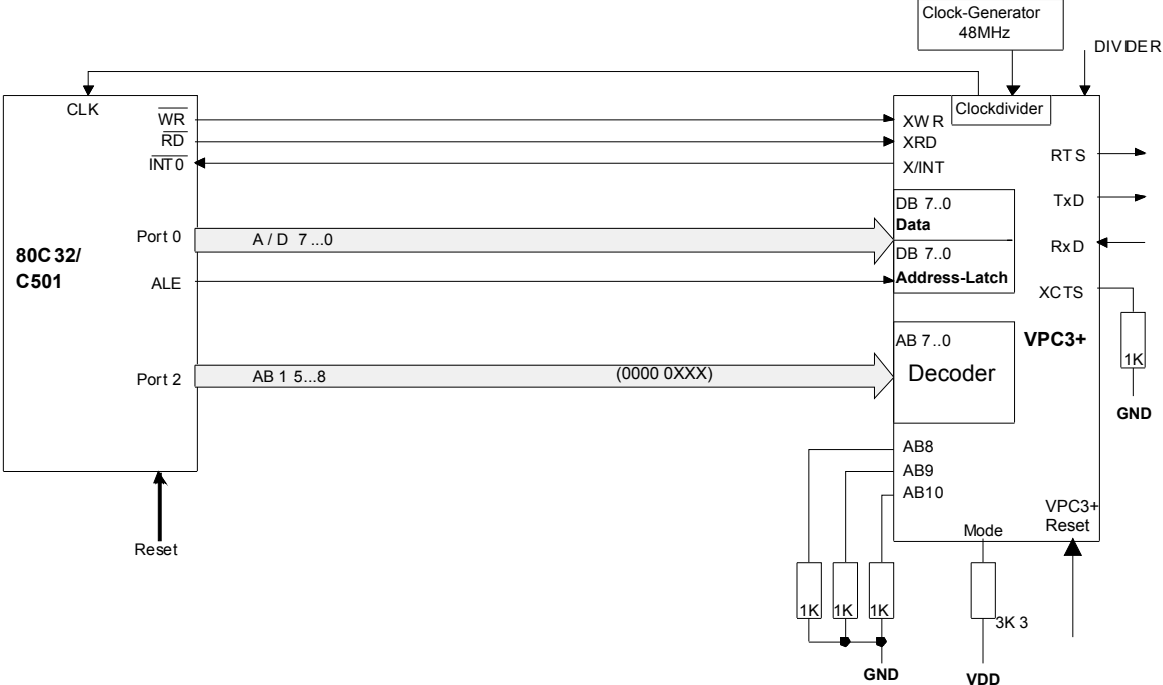 Clock-Generator
48MHz
DIVIDER
CLK
Clockdivider
WR
XWR
RD
XRD
INT0
X/INT
RTS
TxD
RxD
XCTS
DB 7..0
Data
DB 7..0
Address-Latch
Port 0
A / D 7 ...0
80C32/
C501
ALE
VPC3+
1K
GND
AB 7..0
Decoder
Port 2
AB 1 5...8
(0000 0XXX)
AB8
AB9
AB10
VPC3+
Reset
Mode
Reset
1K
1K
1K
3K3
GND
VDD